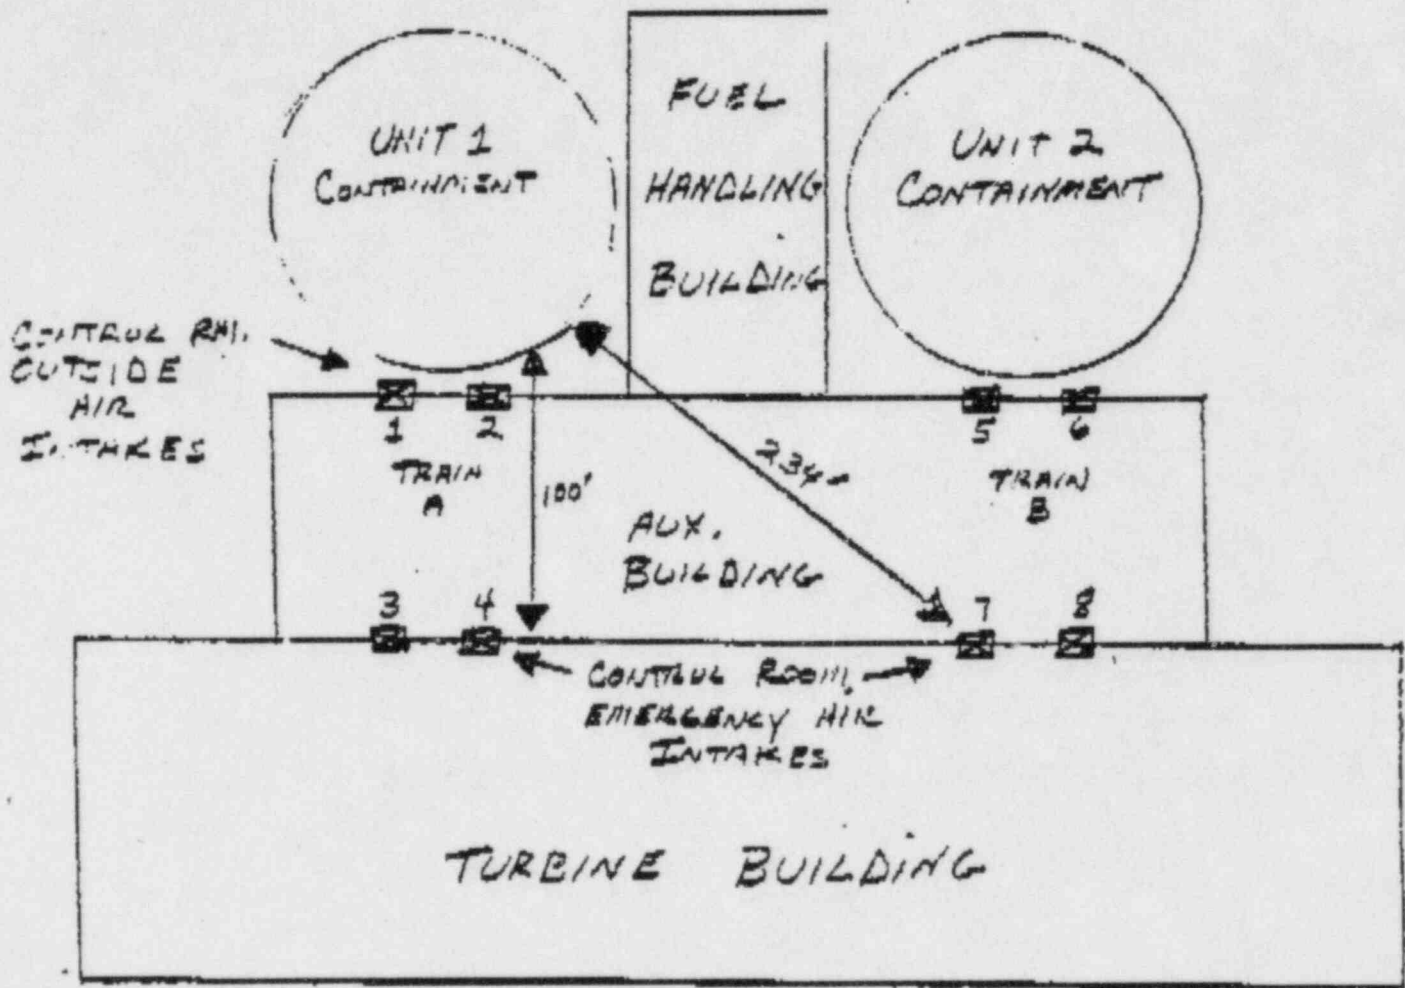 UNIT 1
CONTAINMENT
FUEL
HANDLING
BUILDING
UNIT 2
CONTAINMENT
CONTROL RM.
OUTSIDE
AIR
INTAKES
1
2
5
6
TRAIN
A
100'
TRAIN
B
AUX.
BUILDING
3
4
7
8
CONTROL ROOM
EMERGENCY AIR
INTAKES
TURBINE BUILDING